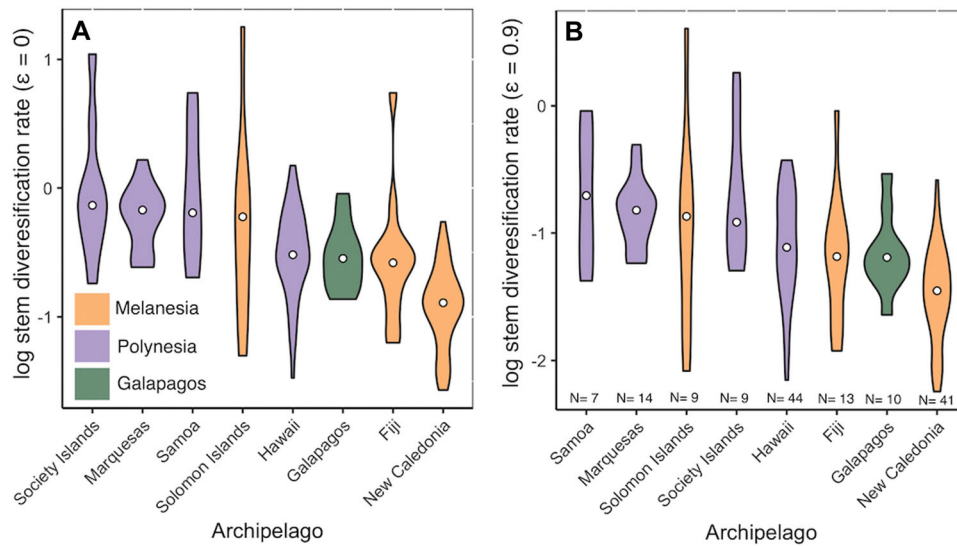 A
log stem diversification rate (ε = 0)
1
0
-1
Melanesia
Polynesia
Galapagos
Society Islands
Marquesas
Samoa
Solomon Islands
Hawaii
Galapagos
Fiji
New Caledonia
Archipelago
B
log stem diversification rate (ε = 0.9)
0
-1
-2
N= 7 N= 14 N= 9 N= 9 N= 44 N= 13 N= 10 N= 41
Samoa
Marquesas
Solomon Islands
Society Islands
Hawaii
Fiji
Galapagos
New Caledonia
Archipelago